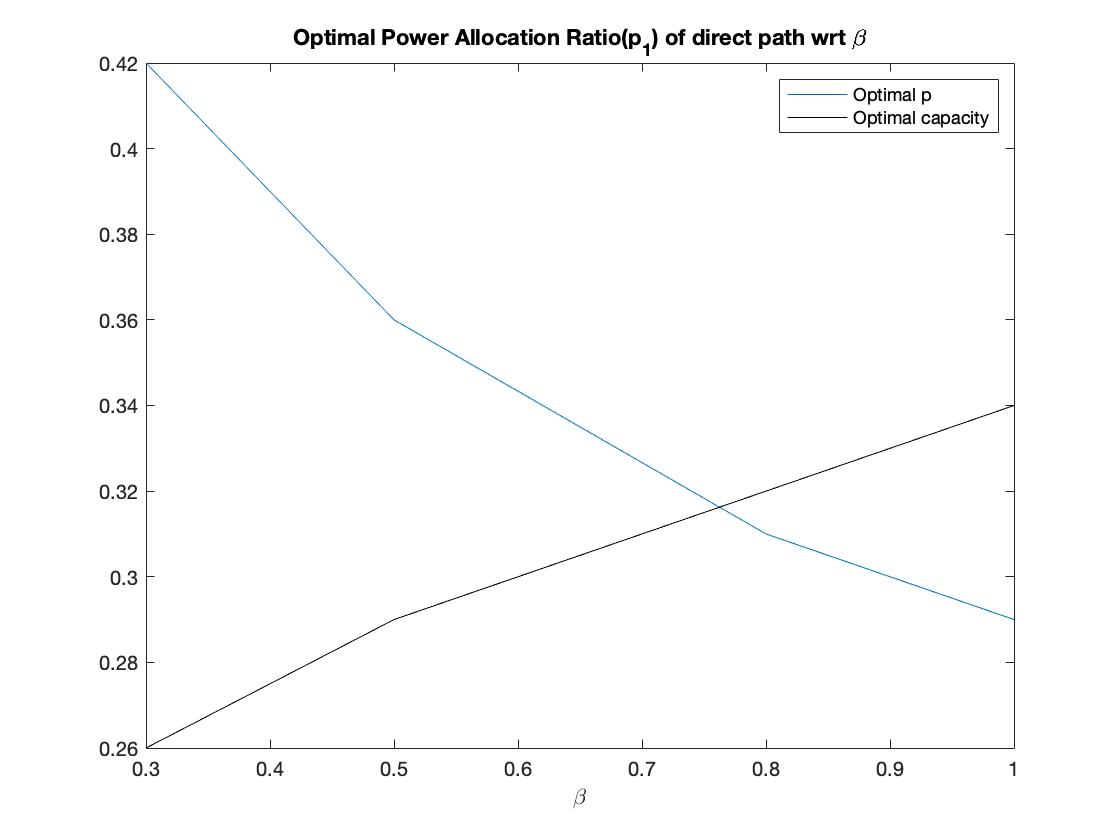 Optimal Power Allocation Ratio(p₁) of direct path wrt β
Optimal p
Optimal capacity
0.42
0.4
0.38
0.36
0.34
0.32
0.3
0.28
0.26
0.3 0.4 0.5 0.6 0.7 0.8 0.9 1
β